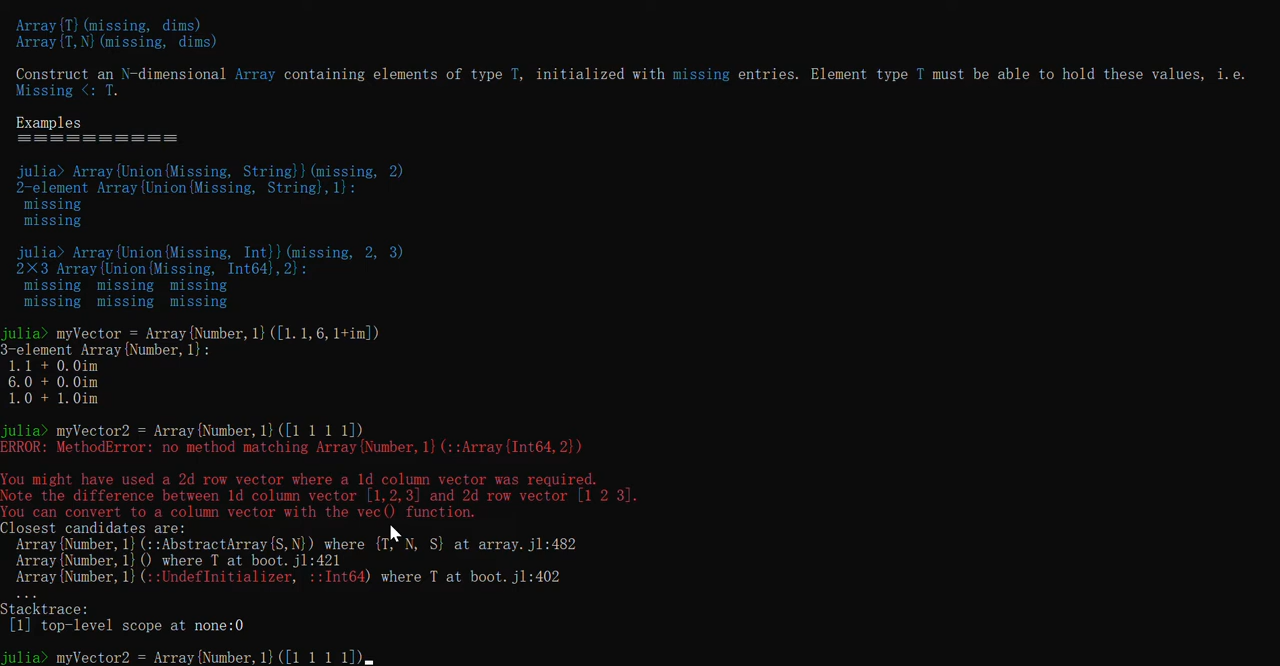 Array{T}(missing, dims)
Array{T,N}(missing, dims)
Construct an N-dimensional Array containing elements of type T, initialized with missing entries. Element type T must be able to hold these values, i.e.
Missing <: T.
Examples
≡≡≡≡≡≡≡≡≡≡
julia> Array{Union{Missing, String}}(missing, 2)
2-element Array{Union{Missing, String},1}:
missing
missing
julia> Array{Union{Missing, Int}}(missing, 2, 3)
2×3 Array{Union{Missing, Int64},2}:
missing missing missing
missing missing missing
julia> myVector = Array{Number,1}([1.1,6,1+im])
3-element Array{Number,1}:
1.1 + 0.0im
6.0 + 0.0im
1.0 + 1.0im
julia> myVector2 = Array{Number,1}([1 1 1 1])
ERROR: MethodError: no method matching Array{Number,1}(::Array{Int64,2})
You might have used a 2d row vector where a 1d column vector was required.
Note the difference between 1d column vector [1,2,3] and 2d row vector [1 2 3].
You can convert to a column vector with the vec() function.
Closest candidates are:
Array{Number,1}(::AbstractArray{S,N}) where {T, N, S} at array.jl:482
Array{Number,1}() where T at boot.jl:421
Array{Number,1}(::UndefInitializer, ::Int64) where T at boot.jl:402
...
Stacktrace:
[1] top-level scope at none:0
julia> myVector2 = Array{Number,1}([1 1 1 1])